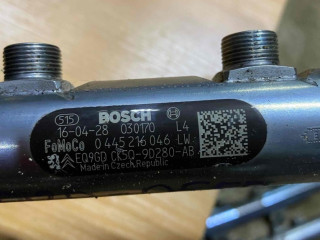 515 BOSCH
16-04-28 030170 L4
FoMoCo 0 445 216 046 LW
EQ9GD CK5Q-9D280-AB
Made in Czech Republic